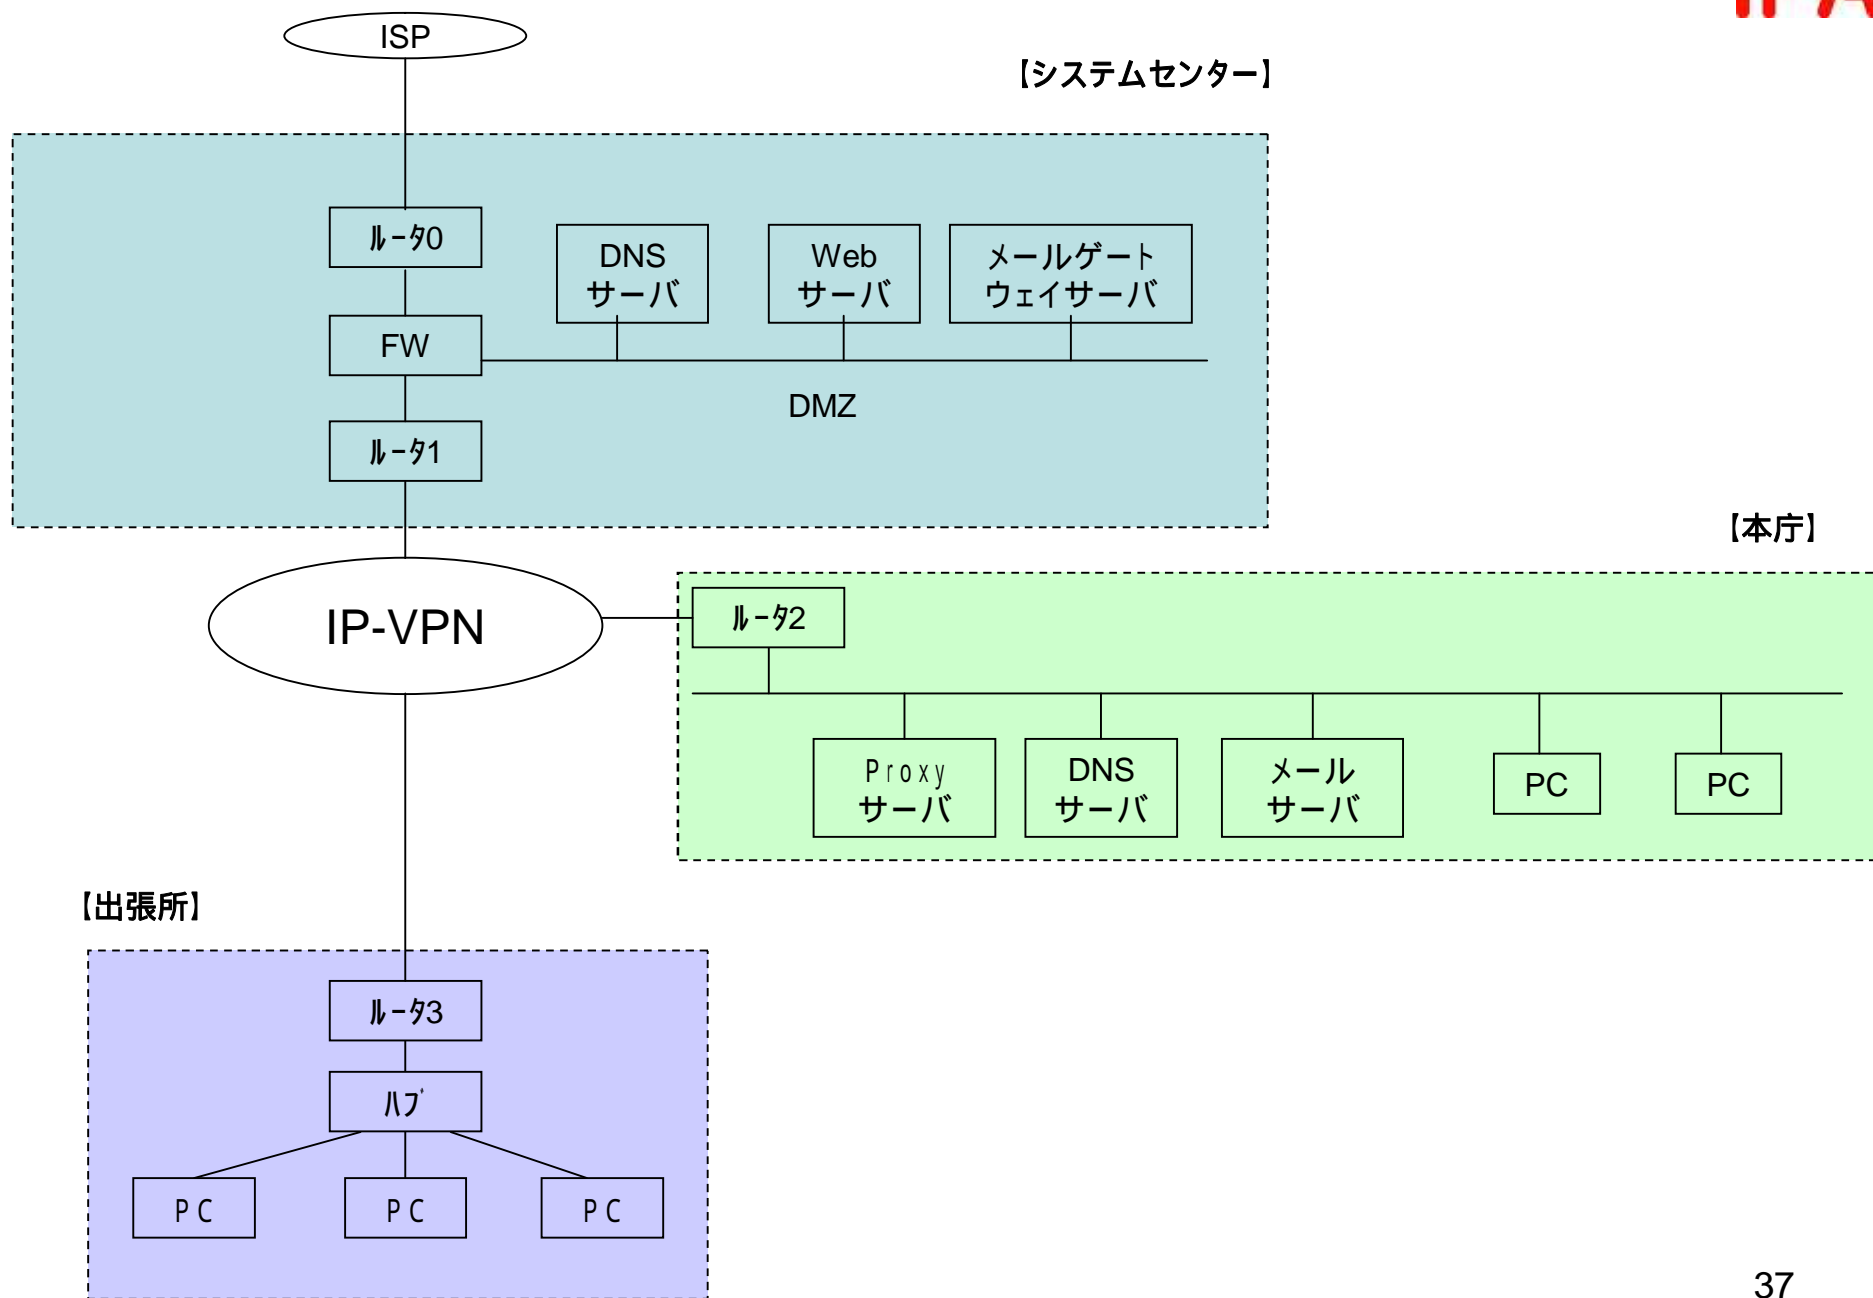 IPA
ISP
【システムセンター】
ﾙｰﾀ0
DNS
サーバ
Web
サーバ
メールゲート
ウェイサーバ
FW
DMZ
ﾙｰﾀ1
【本庁】
IP-VPN
ﾙｰﾀ2
Ｐｒｏｘｙ
サーバ
DNS
サーバ
メール
サーバ
PC
PC
【出張所】
ﾙｰﾀ3
ﾊﾌﾞ
ＰＣ
ＰＣ
ＰＣ
37